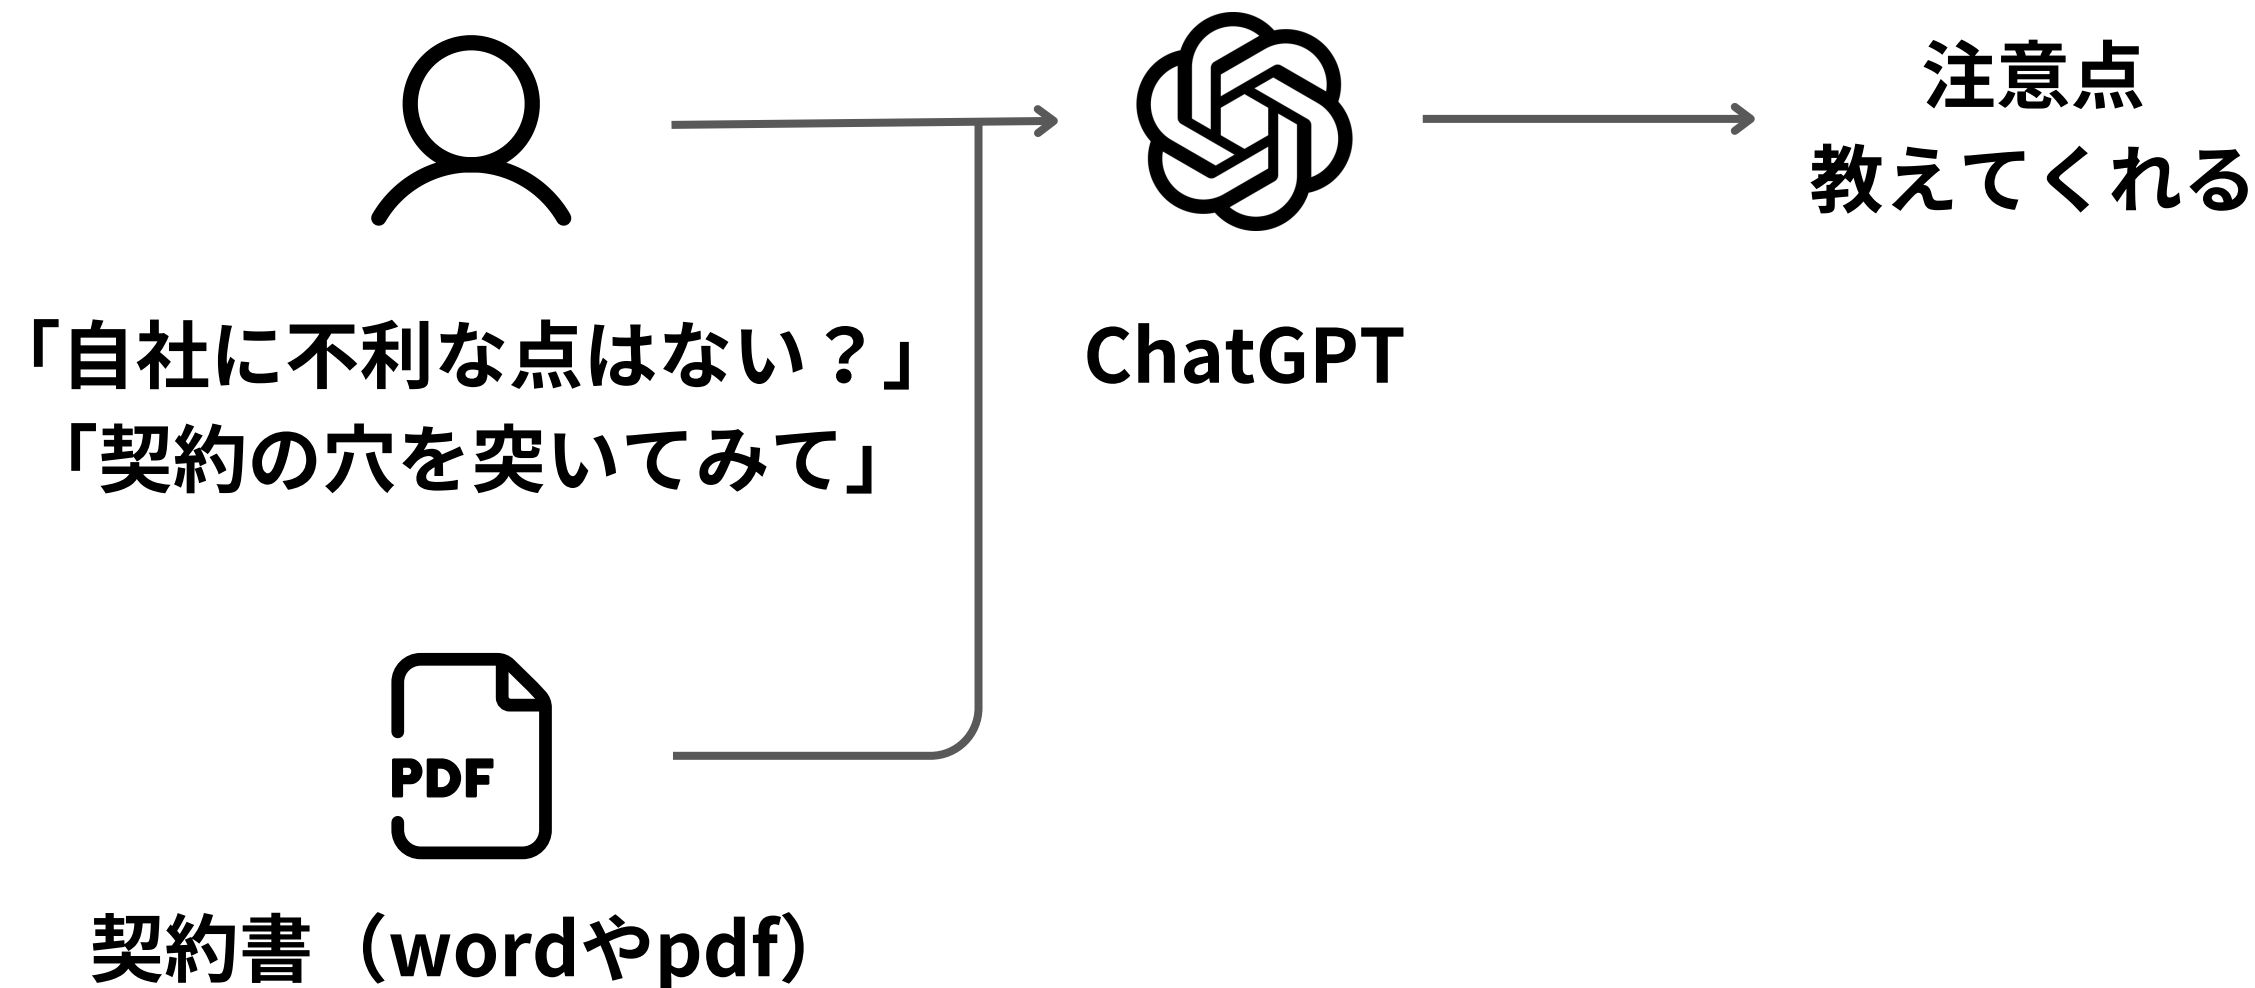 「自社に不利な点はない？」
「契約の穴を突いてみて」
PDF
契約書（wordやpdf）
ChatGPT
注意点
教えてくれる